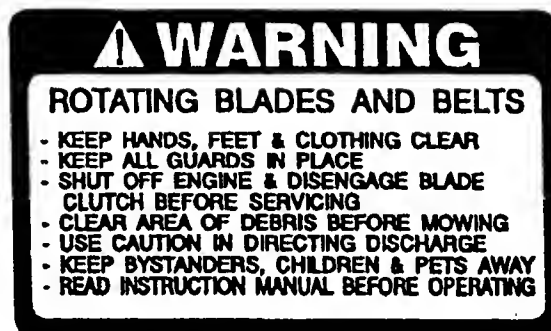 WARNING
ROTATING BLADES AND BELTS
- KEEP HANDS, FEET & CLOTHING CLEAR
- KEEP ALL GUARDS IN PLACE
- SHUT OFF ENGINE & DISENGAGE BLADE
CLUTCH BEFORE SERVICING
- CLEAR AREA OF DEBRIS BEFORE MOWING
- USE CAUTION IN DIRECTING DISCHARGE
- KEEP BYSTANDERS, CHILDREN & PETS AWAY
- READ INSTRUCTION MANUAL BEFORE OPERATING